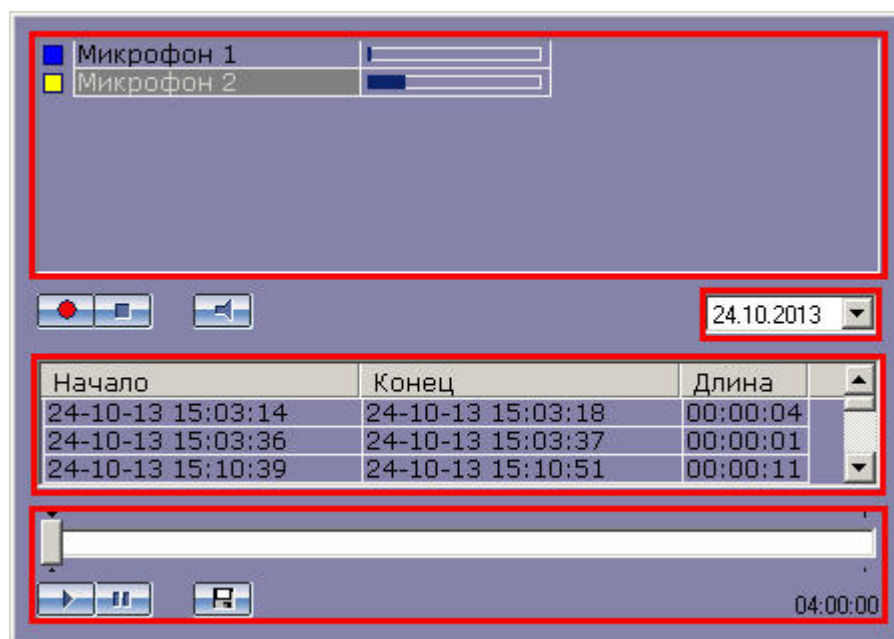 Микрофон 1
Микрофон 2
24.10.2013
Начало Конец Длина
24-10-13 15:03:14 24-10-13 15:03:18 00:00:04
24-10-13 15:03:36 24-10-13 15:03:37 00:00:01
24-10-13 15:10:39 24-10-13 15:10:51 00:00:11
04:00:00